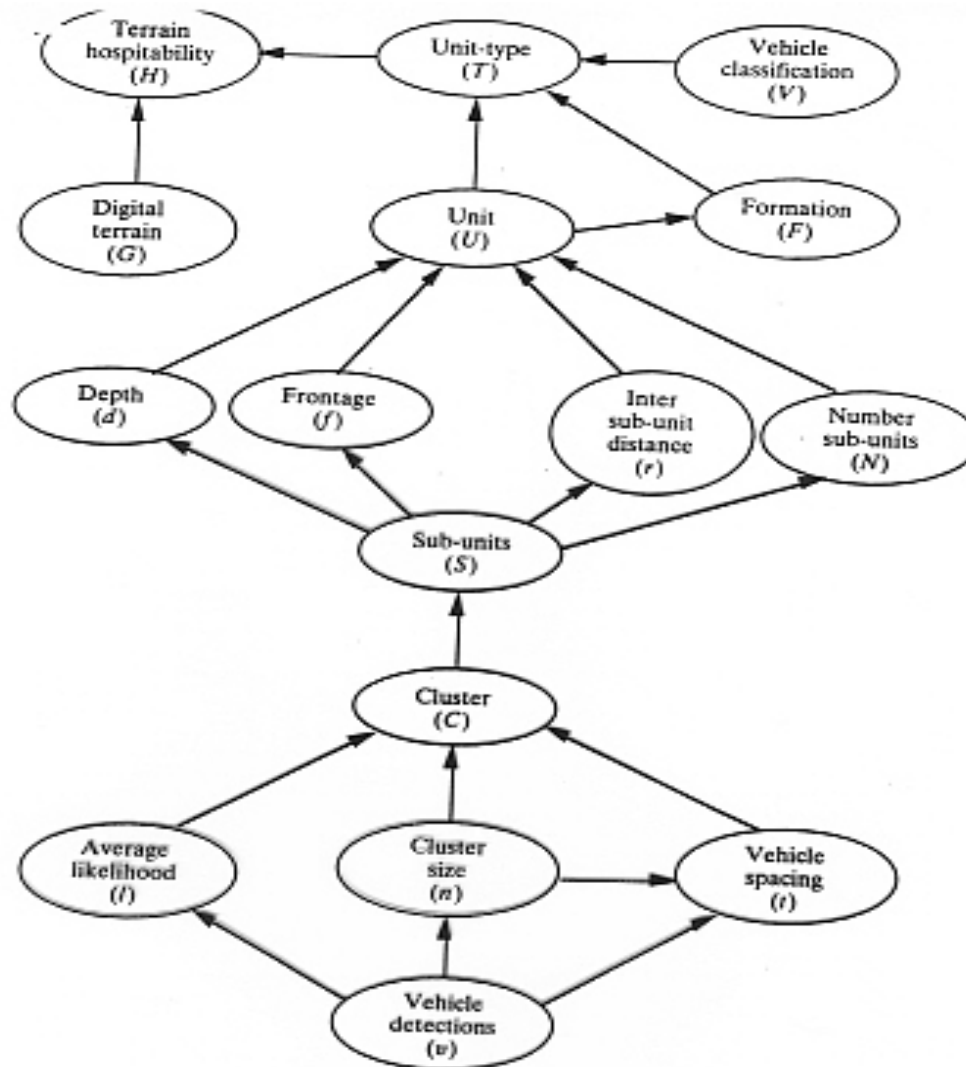 Terrain
hospitability
(H)
Unit-type
(T)
Vehicle
classification
(V)
Digital
terrain
(G)
Unit
(U)
Formation
(F)
Depth
(d)
Frontage
(f)
Inter
sub-unit
distance
(r)
Number
sub-units
(N)
Sub-units
(S)
Cluster
(C)
Average
likelihood
(l)
Cluster
size
(n)
Vehicle
spacing
(t)
Vehicle
detections
(v)